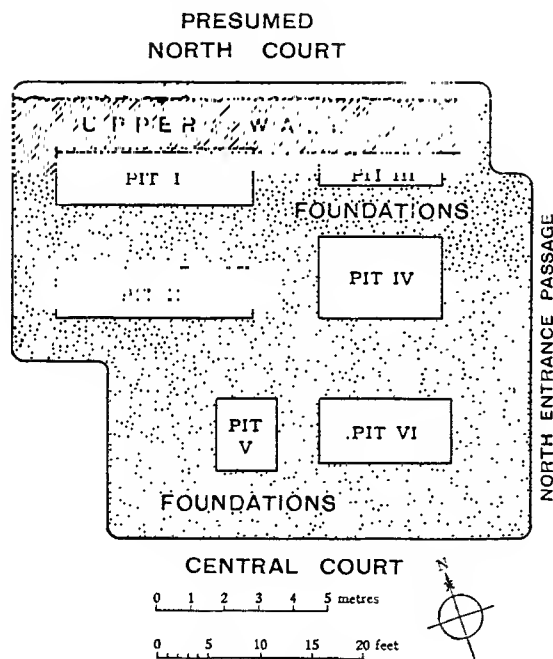 PRESUMED
NORTH COURT
UPPER WALL
PIT I
PIT III
FOUNDATIONS
PIT II
PIT IV
NORTH ENTRANCE PASSAGE
PIT
V
PIT VI
FOUNDATIONS
CENTRAL COURT
N
0 1 2 3 4 5 metres
0 5 10 15 20 feet